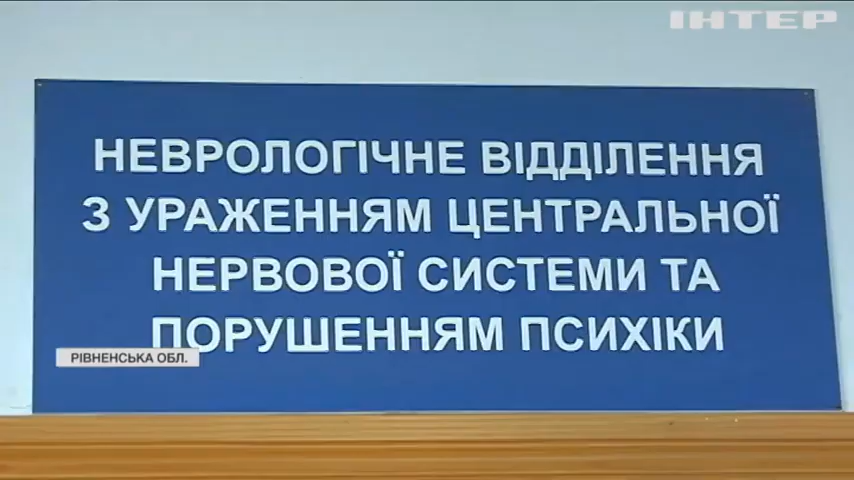 ІНТЕР
НЕВРОЛОГІЧНЕ ВІДДІЛЕННЯ
З УРАЖЕННЯМ ЦЕНТРАЛЬНОЇ
НЕРВОВОЇ СИСТЕМИ ТА
ПОРУШЕННЯМ ПСИХІКИ
РІВНЕНСЬКА ОБЛ.